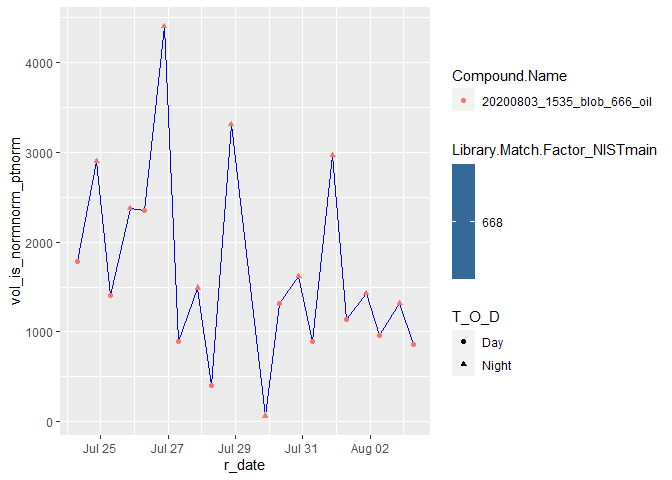 4000
3000
2000
1000
0
vol_is_normnorm_ptnorm
Jul 25 Jul 27 Jul 29 Jul 31 Aug 02
r_date
Compound.Name
20200803_1535_blob_666_oil
Library.Match.Factor_NISTmain
668
T_O_D
Day
Night